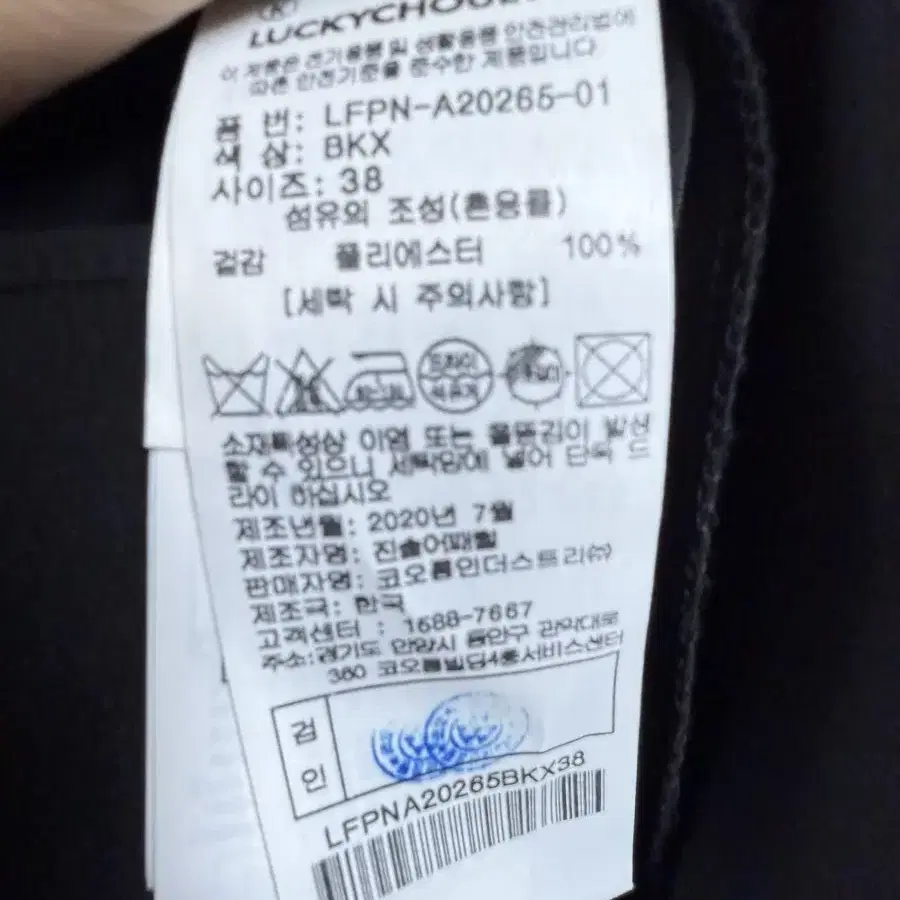 LUCKYCHOUE
이 제품은 전기용품 및 생활용품 안전관리법에
따른 안전기준을 준수한 제품입니다
품 번: LFPN-A20265-01
색 상: BKX
사이즈: 38
섬유의 조성(혼용률)
겉감 폴리에스터 100%
[세탁 시 주의사항]
드라이
석유계
소재특성상 이염 또는 올뜯김이 발생
할 수 있으니 세탁망에 넣어 단독 드
라이 하십시오
제조년월: 2020년 7월
제조자명: 진솔어패럴
판매자명: 코오롱인더스트리㈜
제조국: 한국
고객센터 : 1688-7667
주소:경기도 안양시 동안구 관악대로
360 코오롱빌딩4층서비스센터
검
인
LFPNA20265BKX38